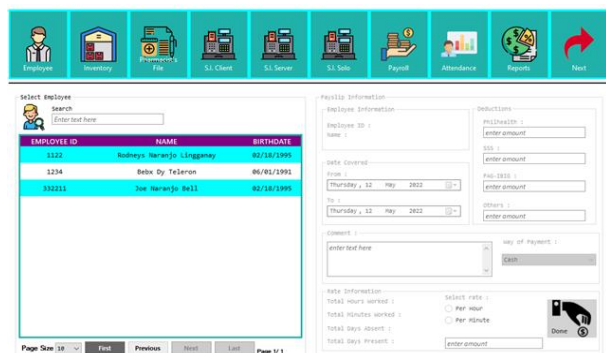 Employee Inventory Pharmacist's File S.I. Client S.I. Server S.I. Solo Payroll Attendance Reports Next
Select Employee
Search
Enter text here
EMPLOYEE ID NAME BIRTHDATE
1122 Rodneys Naranjo Lingganay 02/18/1995
1234 Bebx Dy Teleron 06/01/1991
332211 Joe Naranjo Bell 02/10/1995
Page Size 10 First Previous Next Last Page 1/ 1
Payslip Information
Employee Information
Employee ID :
Name :
Date Covered
From :
Thursday , 12 May 2022
To :
Thursday , 12 May 2022
Deductions
Philhealth :
enter amount
SSS :
enter amount
PAG-IBIG :
enter amount
Others :
enter amount
Comment :
enter text here
Way of Payment :
Cash
Rate Information
Total Hours Worked :
Total Minutes Worked :
Total Days Absent :
Total Days Present :
Select rate :
Per Hour
Per Minute
enter amount
Done